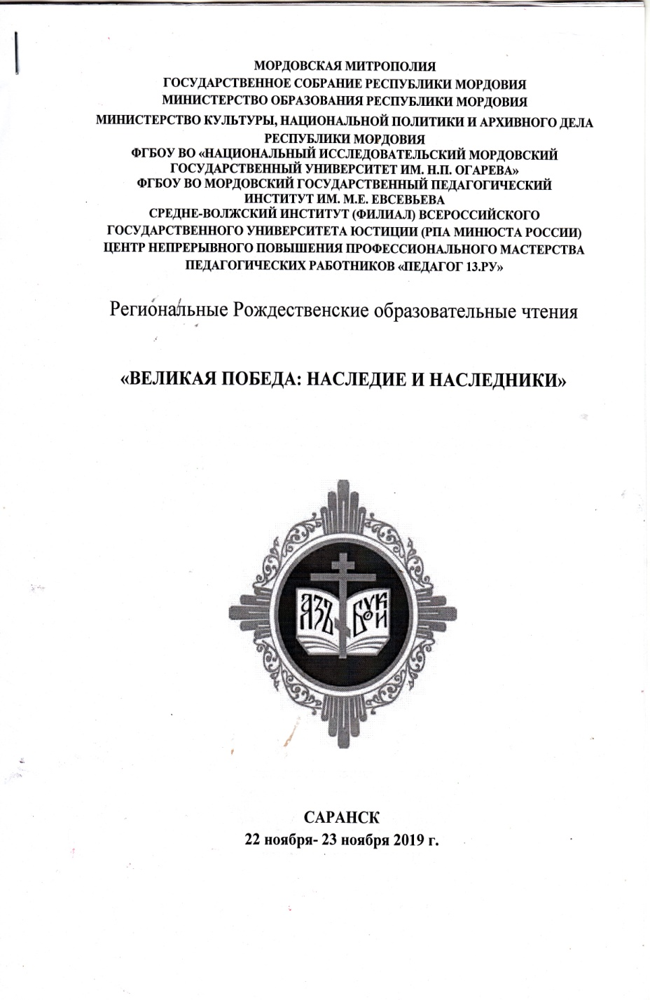 МОРДОВСКАЯ МИТРОПОЛИЯ
ГОСУДАРСТВЕННОЕ СОБРАНИЕ РЕСПУБЛИКИ МОРДОВИЯ
МИНИСТЕРСТВО ОБРАЗОВАНИЯ РЕСПУБЛИКИ МОРДОВИЯ
МИНИСТЕРСТВО КУЛЬТУРЫ, НАЦИОНАЛЬНОЙ ПОЛИТИКИ И АРХИВНОГО ДЕЛА
РЕСПУБЛИКИ МОРДОВИЯ
ФГБОУ ВО «НАЦИОНАЛЬНЫЙ ИССЛЕДОВАТЕЛЬСКИЙ МОРДОВСКИЙ
ГОСУДАРСТВЕННЫЙ УНИВЕРСИТЕТ ИМ. Н.П. ОГАРЕВА»
ФГБОУ ВО МОРДОВСКИЙ ГОСУДАРСТВЕННЫЙ ПЕДАГОГИЧЕСКИЙ
ИНСТИТУТ ИМ. М.Е. ЕВСЕВЬЕВА
СРЕДНЕ-ВОЛЖСКИЙ ИНСТИТУТ (ФИЛИАЛ) ВСЕРОССИЙСКОГО
ГОСУДАРСТВЕННОГО УНИВЕРСИТЕТА ЮСТИЦИИ (РПА МИНЮСТА РОССИИ)
ЦЕНТР НЕПРЕРЫВНОГО ПОВЫШЕНИЯ ПРОФЕССИОНАЛЬНОГО МАСТЕРСТВА
ПЕДАГОГИЧЕСКИХ РАБОТНИКОВ «ПЕДАГОГ 13.РУ»
Региональные Рождественские образовательные чтения
«ВЕЛИКАЯ ПОБЕДА: НАСЛЕДИЕ И НАСЛЕДНИКИ»
АЗЪ БУКИ
САРАНСК
22 ноября- 23 ноября 2019 г.